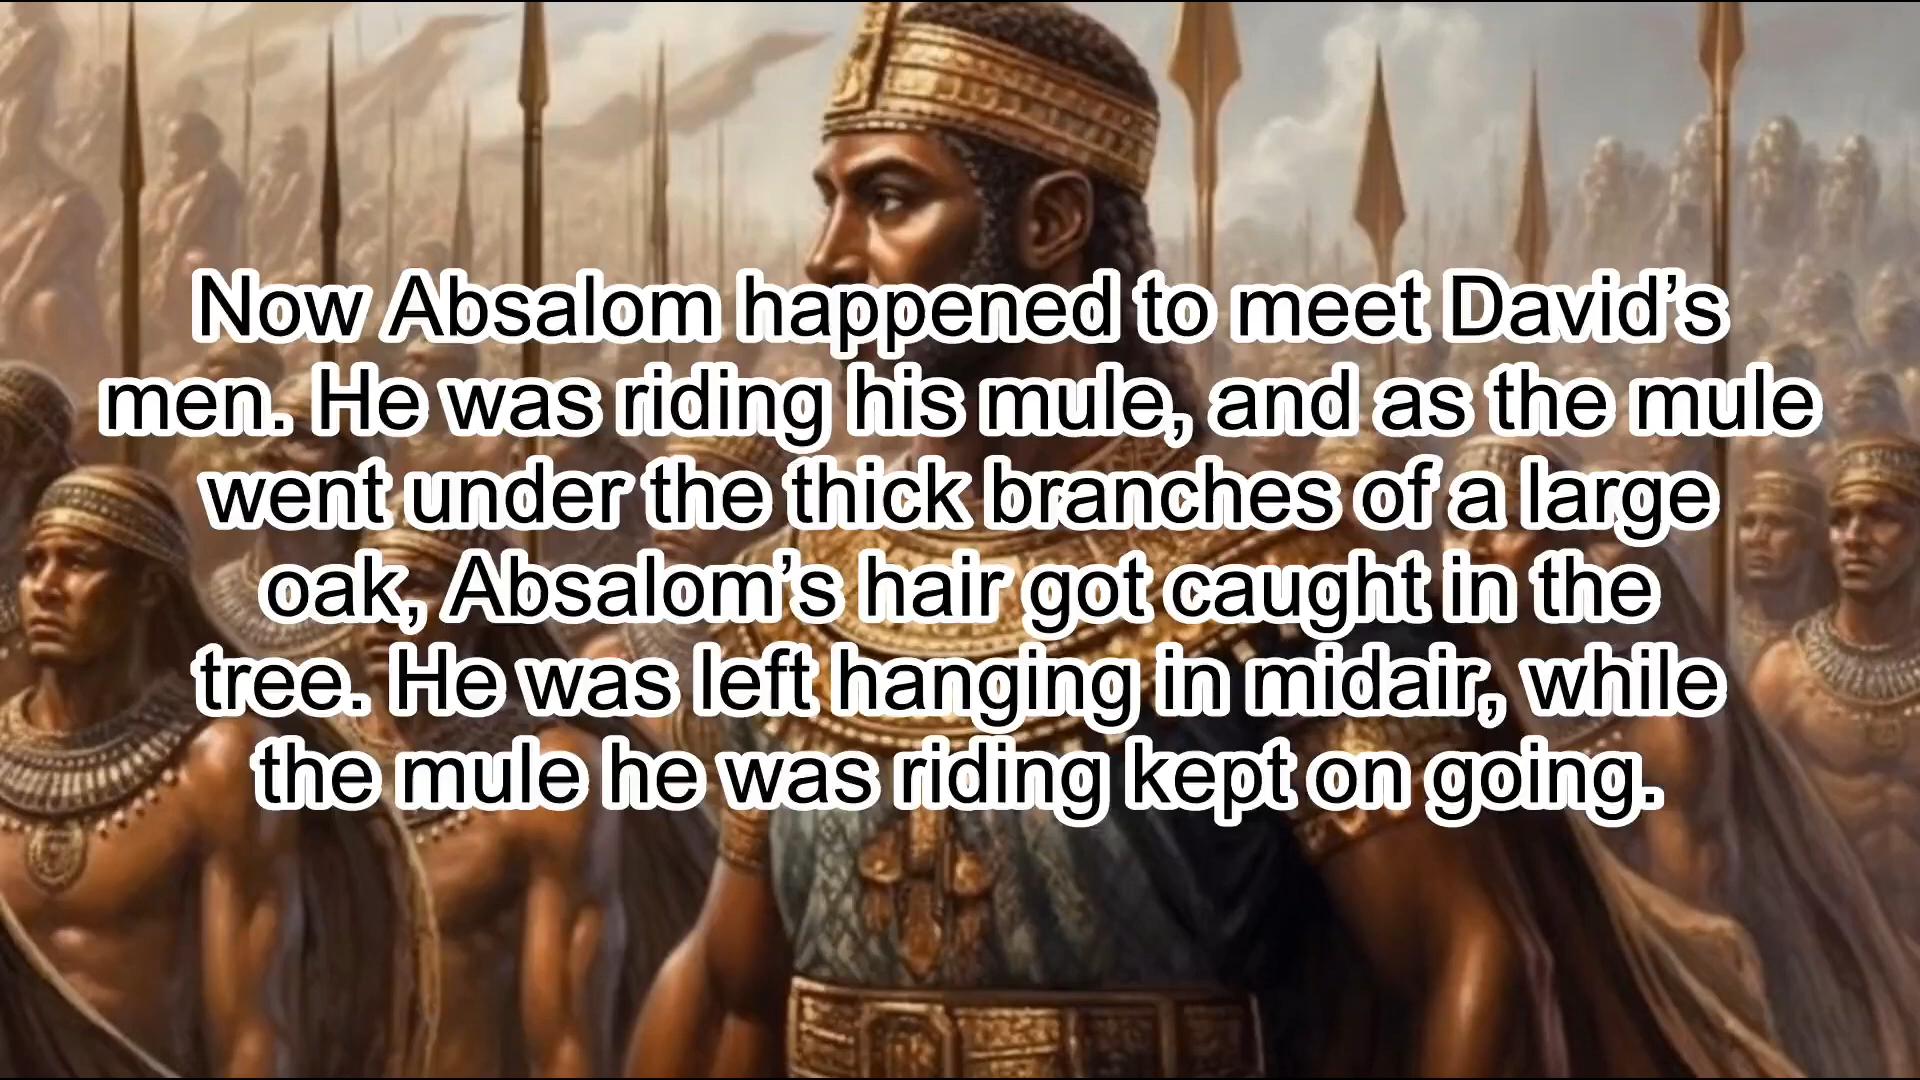 Now Absalom happened to meet David’s
men. He was riding his mule, and as the mule
went under the thick branches of a large
oak, Absalom’s hair got caught in the
tree. He was left hanging in midair, while
the mule he was riding kept on going.